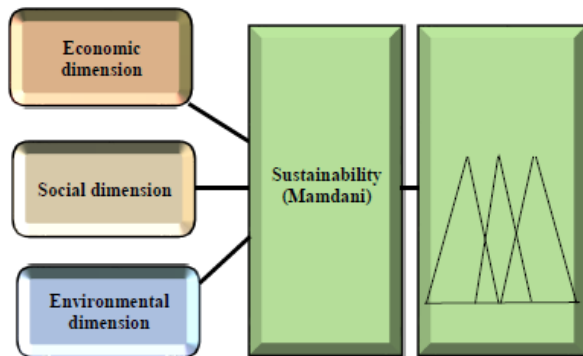 Economic
dimension
Social dimension
Environmental
dimension
Sustainability
(Mamdani)